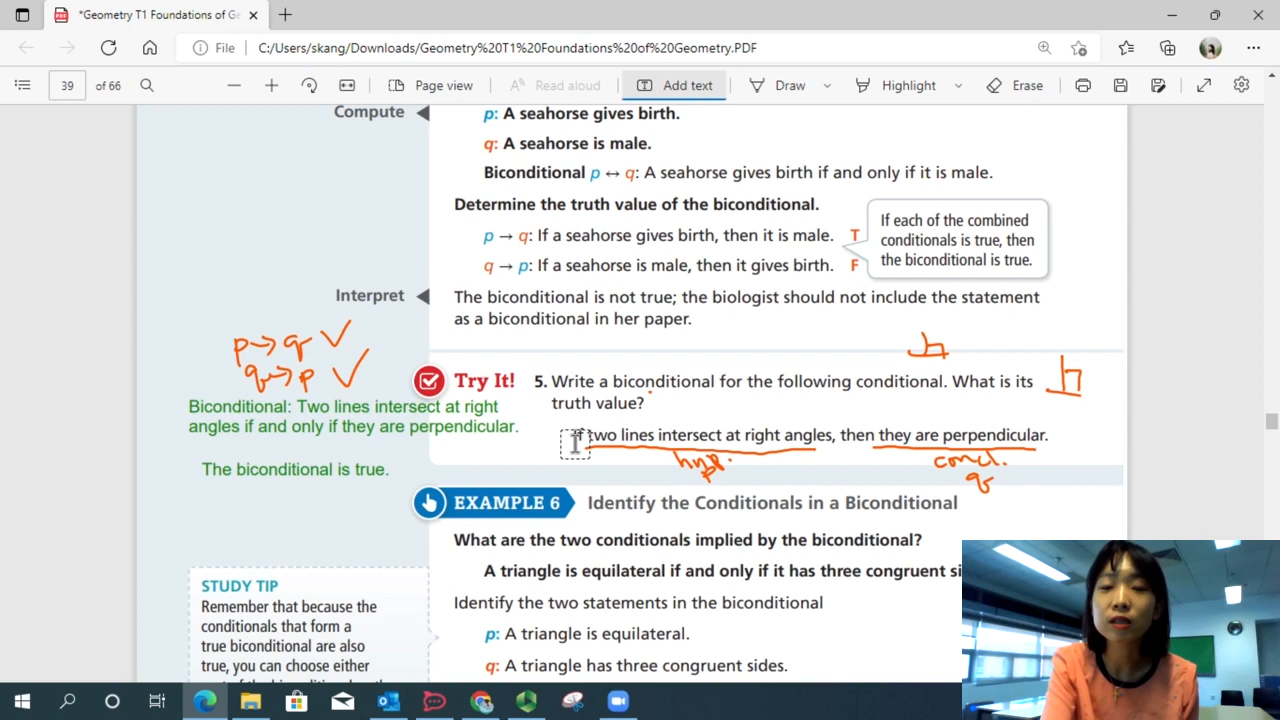 *Geometry T1 Foundations of Ge
File
C:/Users/skang/Downloads/Geometry%20T1%20Foundations%20of%20Geometry.PDF
39
of 66
Page view
Read aloud
Add text
Draw
Highlight
Erase
Compute
p: A seahorse gives birth.
q: A seahorse is male.
Biconditional p ↔ q: A seahorse gives birth if and only if it is male.
Determine the truth value of the biconditional.
p → q: If a seahorse gives birth, then it is male. T
q → p: If a seahorse is male, then it gives birth. F
If each of the combined
conditionals is true, then
the biconditional is true.
Interpret
The biconditional is not true; the biologist should not include the statement
as a biconditional in her paper.
p → q ✓
q → p ✓
Try It!
5. Write a biconditional for the following conditional. What is its
truth value?
If two lines intersect at right angles, then they are perpendicular.
hyp.
p
concl.
q
Biconditional: Two lines intersect at right
angles if and only if they are perpendicular.
The biconditional is true.
EXAMPLE 6
Identify the Conditionals in a Biconditional
What are the two conditionals implied by the biconditional?
A triangle is equilateral if and only if it has three congruent si
Identify the two statements in the biconditional
p: A triangle is equilateral.
q: A triangle has three congruent sides.
STUDY TIP
Remember that because the
conditionals that form a
true biconditional are also
true, you can choose either